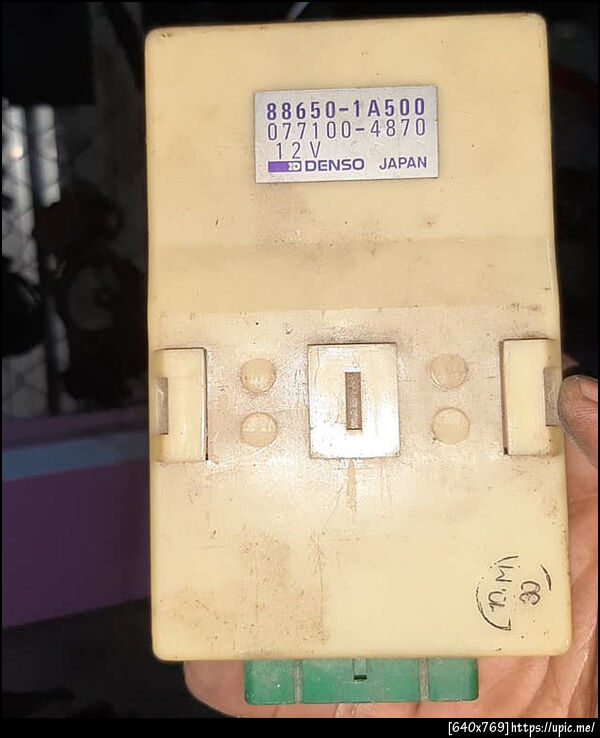 88650-1A500
077100-4870
12V
DENSO JAPAN
[640x769]https://upic.me/